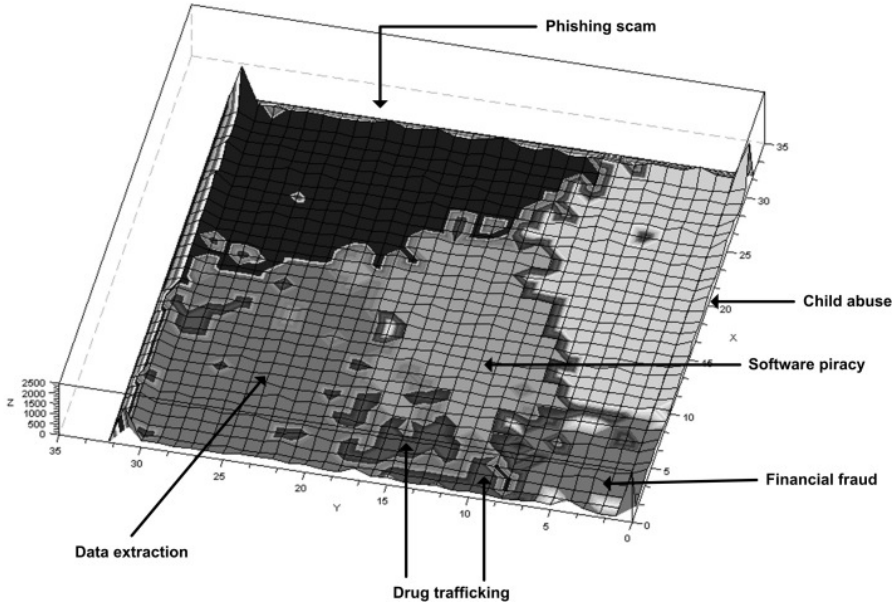 Phishing scam
35
30
25
Child abuse
20
X
15
Software piracy
2500
2000
Z
1500
10
1000
500
0
35
30
5
Financial fraud
25
20
0
Y
15
10
5
0
Data extraction
Drug trafficking